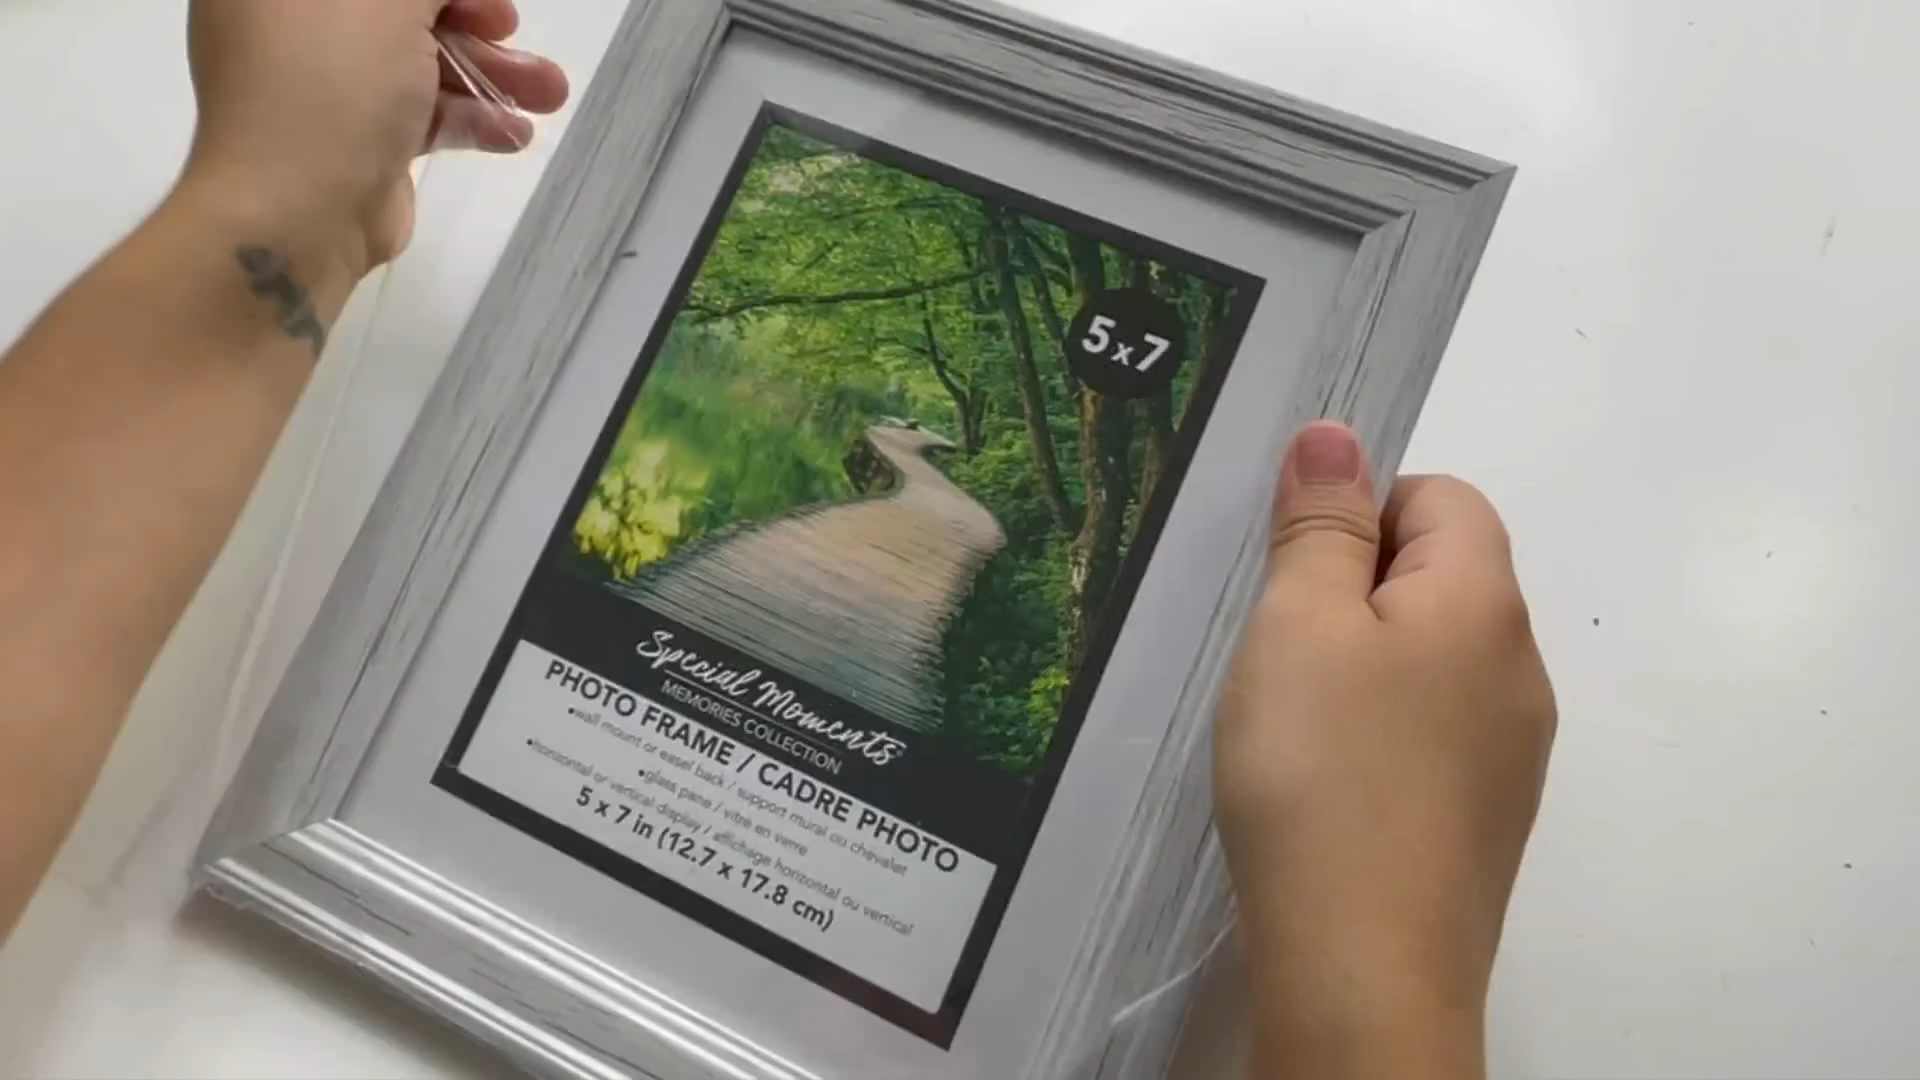 5x7
Special Moments®
MEMORIES COLLECTION
PHOTO FRAME / CADRE PHOTO
•wall mount or easel back / support mural ou chevalet
•glass pane / vitre en verre
•horizontal or vertical display / affichage horizontal ou vertical
5 x 7 in (12.7 x 17.8 cm)